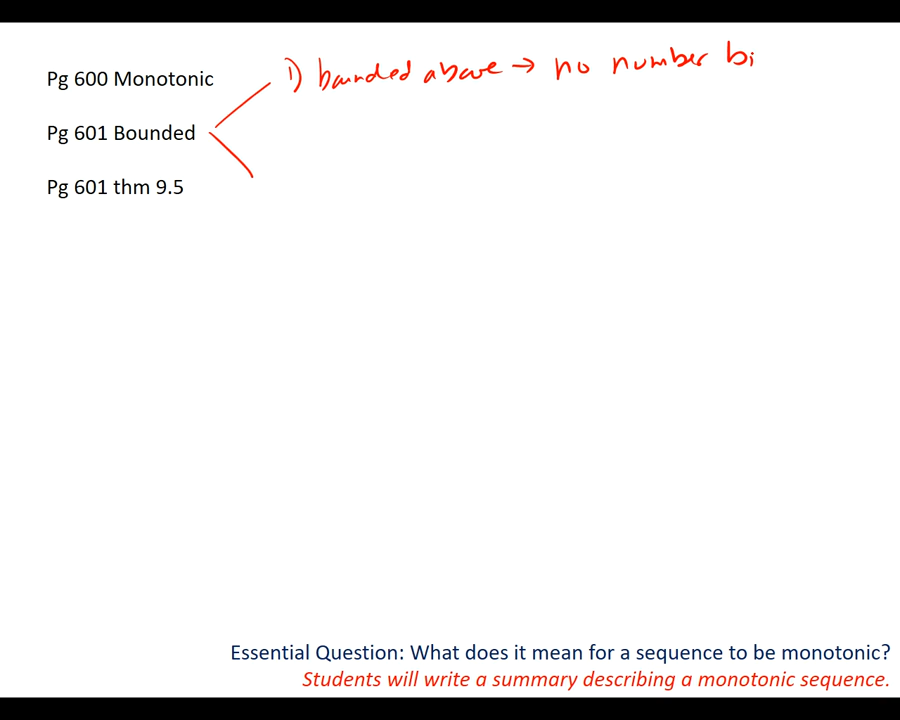 Pg 600 Monotonic
1) bounded above → no number bi
Pg 601 Bounded
Pg 601 thm 9.5
Essential Question: What does it mean for a sequence to be monotonic?
Students will write a summary describing a monotonic sequence.